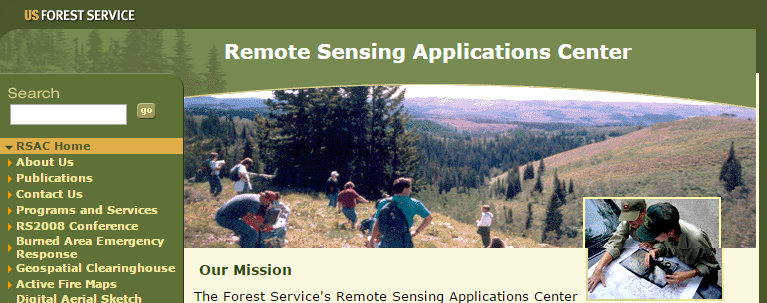 US FOREST SERVICE
Remote Sensing Applications Center
Search
go
RSAC Home
About Us
Publications
Contact Us
Programs and Services
RS2008 Conference
Burned Area Emergency
Response
Geospatial Clearinghouse
Active Fire Maps
Digital Aerial Sketch
Our Mission
The Forest Service's Remote Sensing Applications Center